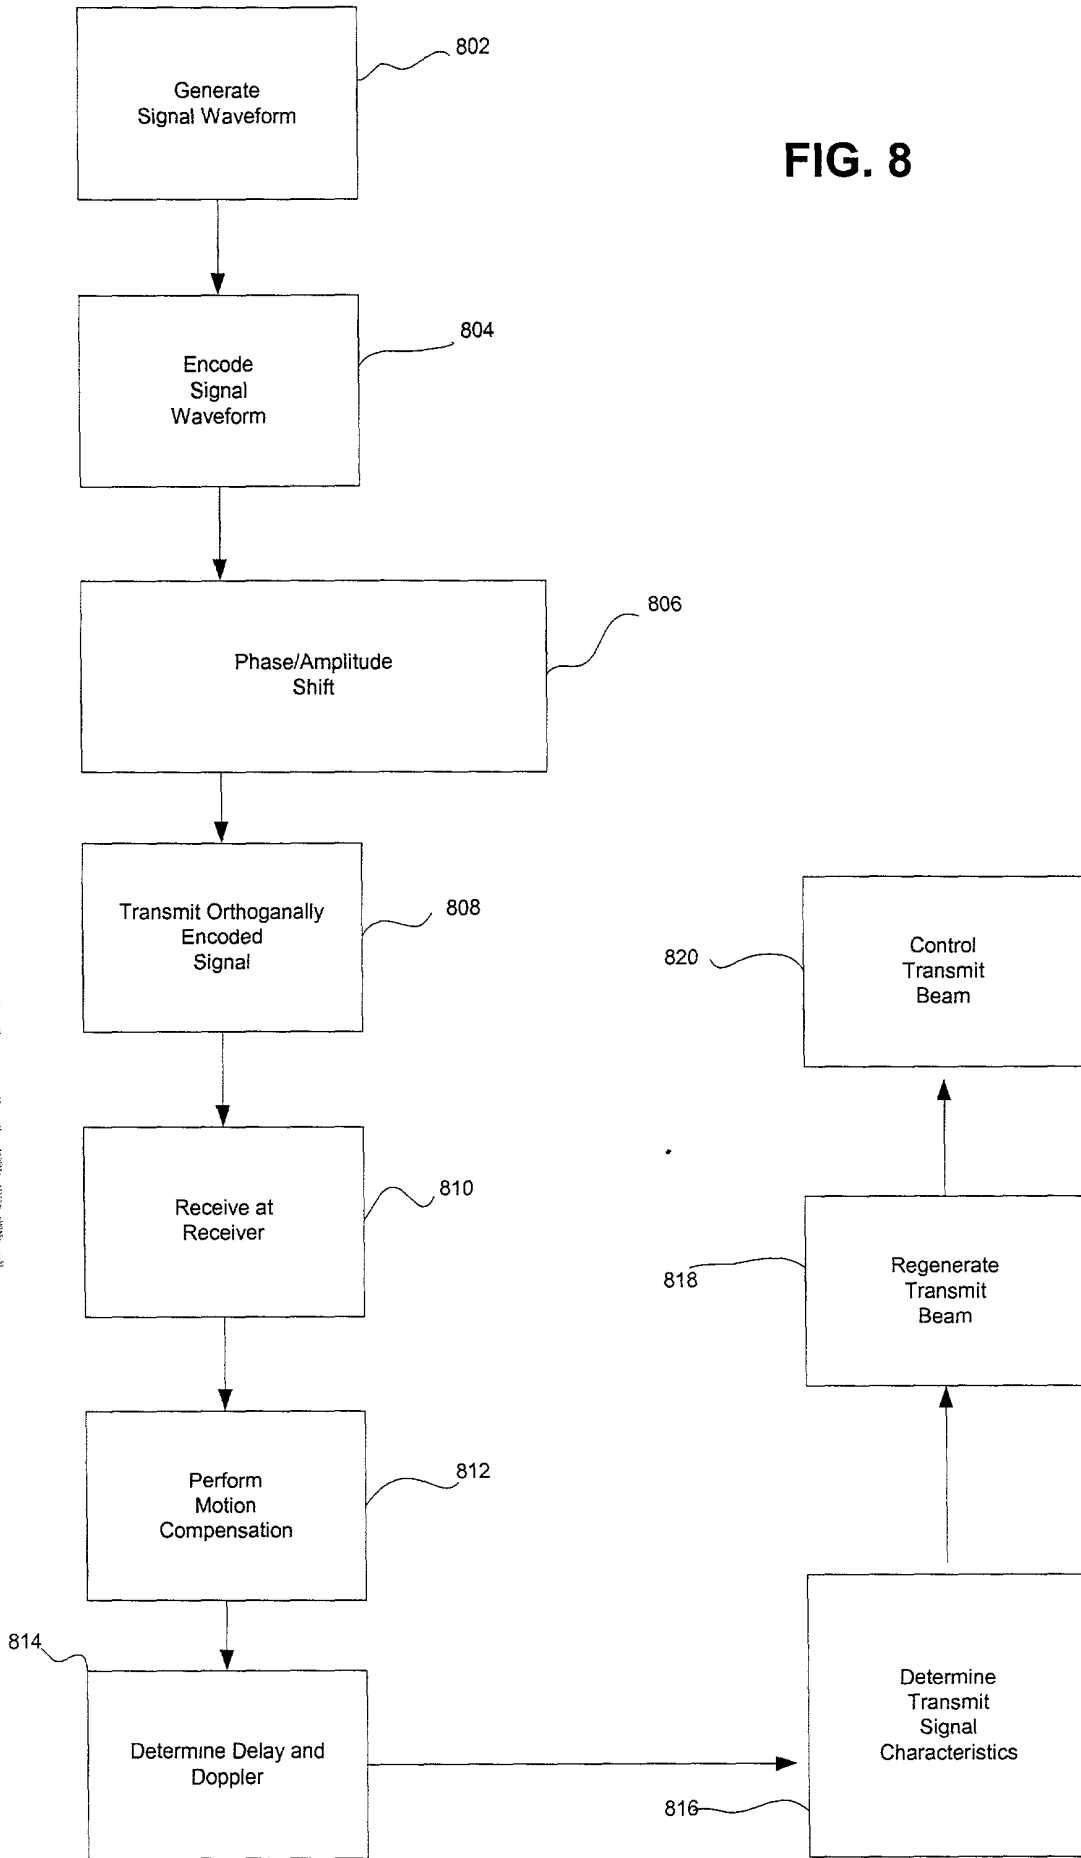 802
Generate
Signal Waveform
FIG. 8
804
Encode
Signal
Waveform
806
Phase/Amplitude
Shift
808
Transmit Orthoganally
Encoded
Signal
810
Receive at
Receiver
812
Perform
Motion
Compensation
814
Determine Delay and
Doppler
816
Determine
Transmit
Signal
Characteristics
818
Regenerate
Transmit
Beam
820
Control
Transmit
Beam